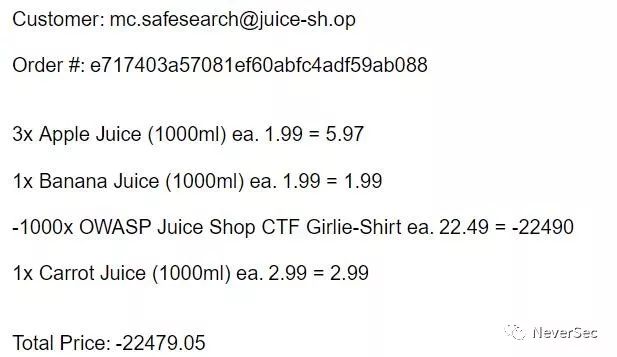 Customer: mc.safesearch@juice-sh.op
Order #: e717403a57081ef60abfc4adf59ab088
3x Apple Juice (1000ml) ea. 1.99 = 5.97
1x Banana Juice (1000ml) ea. 1.99 = 1.99
-1000x OWASP Juice Shop CTF Girlie-Shirt ea. 22.49 = -22490
1x Carrot Juice (1000ml) ea. 2.99 = 2.99
Total Price: -22479.05
NeverSec